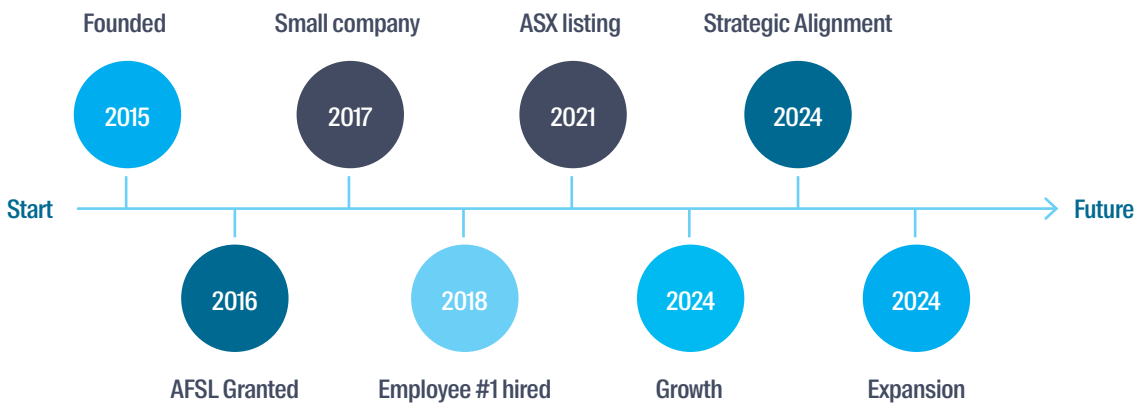 Founded
Small company
ASX listing
Strategic Alignment
2015
2017
2021
2024
Start
Future
2016
2018
2024
2024
AFSL Granted
Employee #1 hired
Growth
Expansion